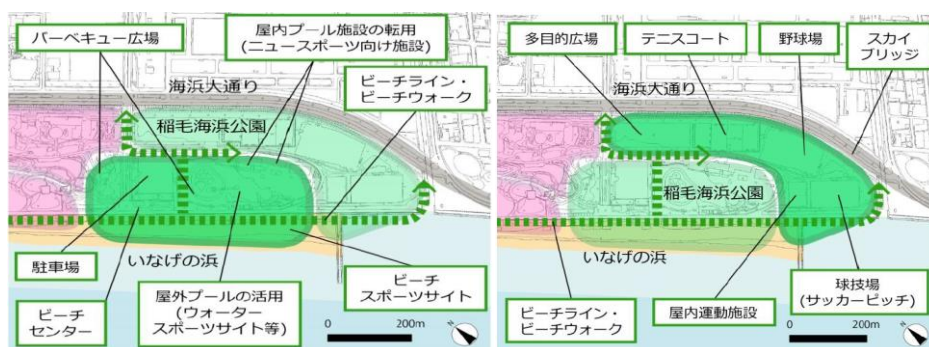 バーベキュー広場
屋内プール施設の転用
(ニュースポーツ向け施設)
ビーチライン・
ビーチウォーク
海浜大通り
稲毛海浜公園
駐車場
いなげの浜
ビーチ
センター
屋外プールの活用
(ウォーター
スポーツサイト等)
ビーチ
スポーツサイト
0 200m
N
多目的広場
テニスコート
野球場
スカイ
ブリッジ
海浜大通り
稲毛海浜公園
いなげの浜
ビーチライン・
ビーチウォーク
屋内運動施設
球技場
(サッカーピッチ)
0 200m
N